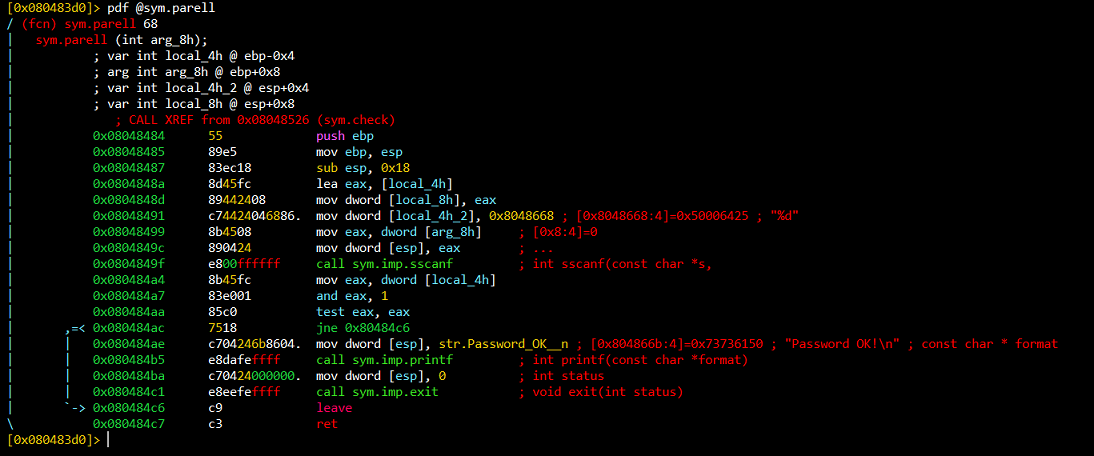 [0x080483d0]> pdf @sym.parell
/ (fcn) sym.parell 68
|   sym.parell (int arg_8h);
|           ; var int local_4h @ ebp-0x4
|           ; arg int arg_8h @ ebp+0x8
|           ; var int local_4h_2 @ esp+0x4
|           ; var int local_8h @ esp+0x8
|              ; CALL XREF from 0x08048526 (sym.check)
|           0x08048484      55             push ebp
|           0x08048485      89e5           mov ebp, esp
|           0x08048487      83ec18         sub esp, 0x18
|           0x0804848a      8d45fc         lea eax, [local_4h]
|           0x0804848d      89442408       mov dword [local_8h], eax
|           0x08048491      c74424046886.  mov dword [local_4h_2], 0x8048668 ; [0x8048668:4]=0x50006425 ; "%d"
|           0x08048499      8b4508         mov eax, dword [arg_8h]     ; [0x8:4]=0
|           0x0804849c      890424         mov dword [esp], eax        ; ...
|           0x0804849f      e800ffffff     call sym.imp.sscanf         ; int sscanf(const char *s,
|           0x080484a4      8b45fc         mov eax, dword [local_4h]
|           0x080484a7      83e001         and eax, 1
|           0x080484aa      85c0           test eax, eax
|       ,=< 0x080484ac      7518           jne 0x80484c6
|       |   0x080484ae      c704246b8604.  mov dword [esp], str.Password_OK__n ; [0x804866b:4]=0x73736150 ; "Password OK!\n" ; const char * format
|       |   0x080484b5      e8dafeffff     call sym.imp.printf         ; int printf(const char *format)
|       |   0x080484ba      c70424000000.  mov dword [esp], 0          ; int status
|       |   0x080484c1      e8eefeffff     call sym.imp.exit           ; void exit(int status)
|       `-> 0x080484c6      c9             leave
\           0x080484c7      c3             ret
[0x080483d0]>